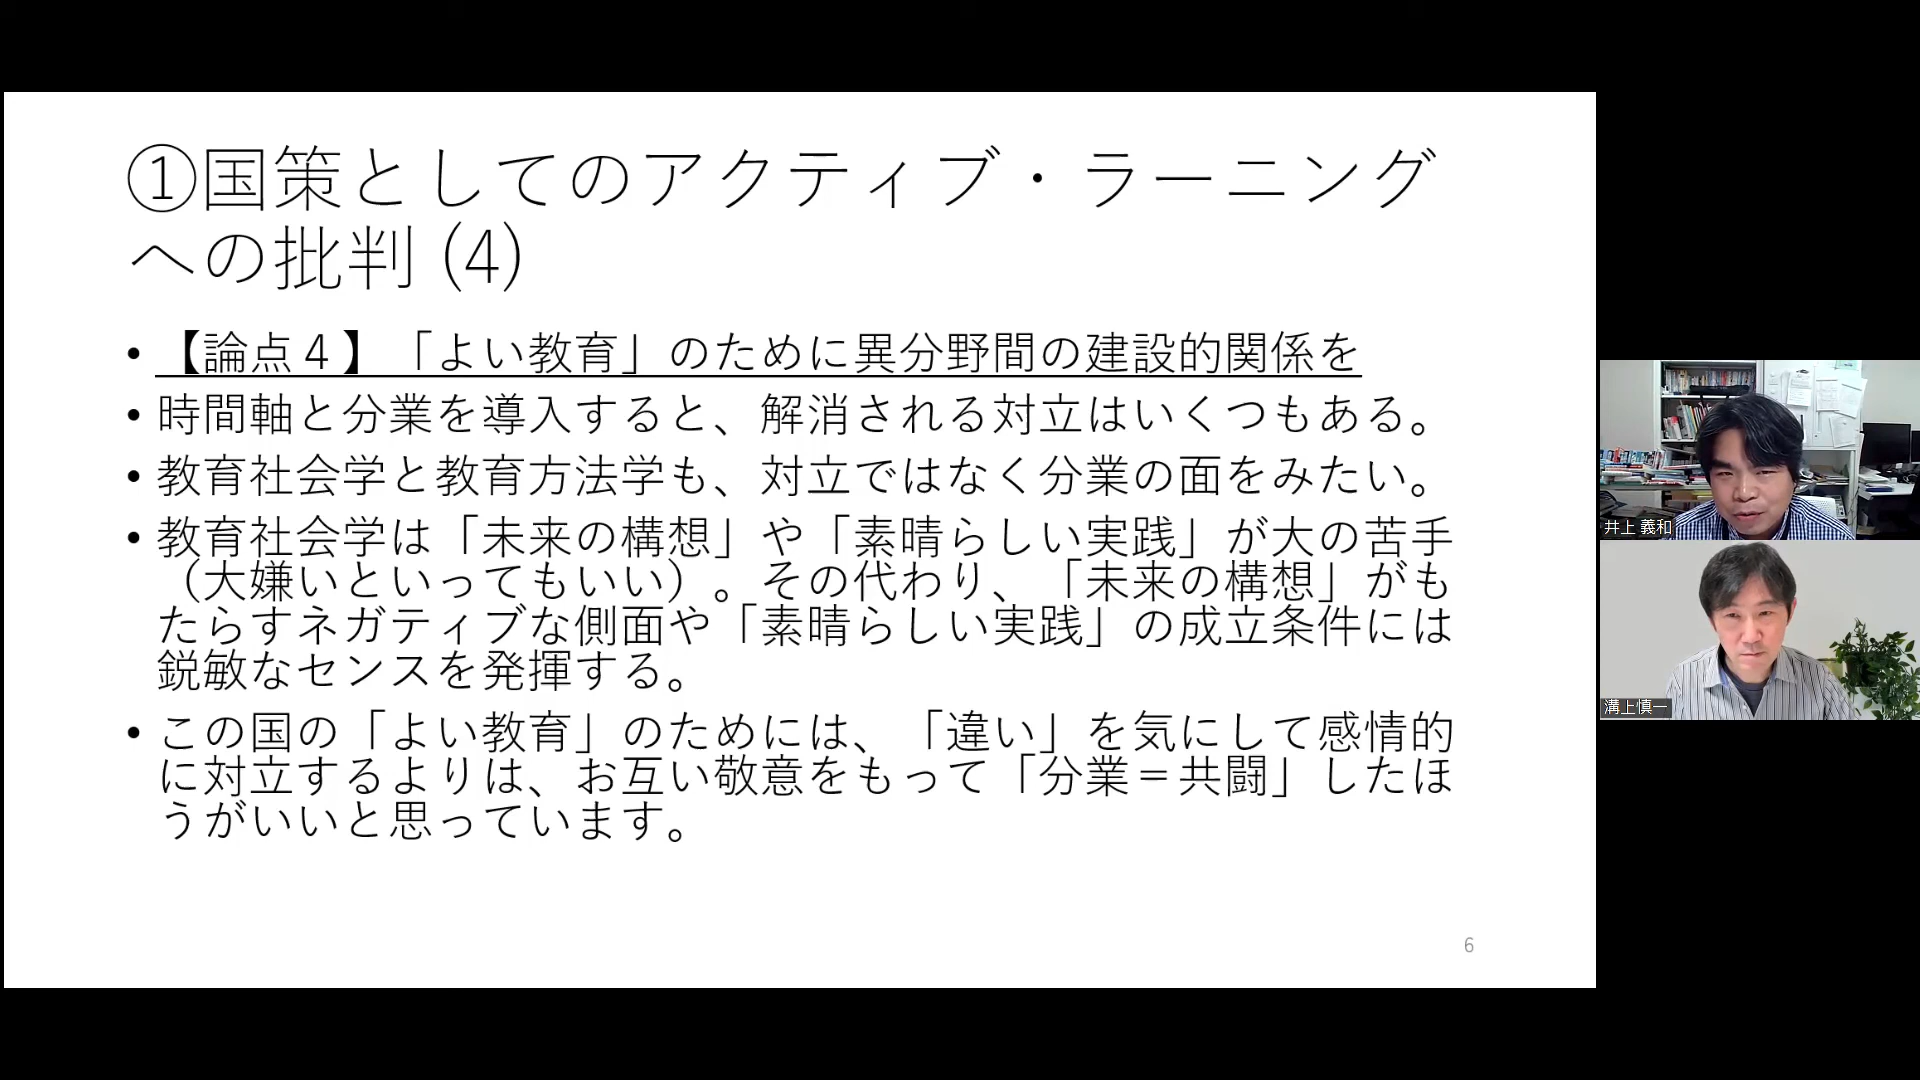 ①国策としてのアクティブ・ラーニング
への批判 (4)
• 【論点４】「よい教育」のために異分野間の建設的関係を
• 時間軸と分業を導入すると、解消される対立はいくつもある。
• 教育社会学と教育方法学も、対立ではなく分業の面をみたい。
• 教育社会学は「未来の構想」や「素晴らしい実践」が大の苦手
（大嫌いといってもいい）。その代わり、「未来の構想」がも
たらすネガティブな側面や「素晴らしい実践」の成立条件には
鋭敏なセンスを発揮する。
• この国の「よい教育」のためには、「違い」を気にして感情的
に対立するよりは、お互い敬意をもって「分業＝共闘」したほ
うがいいと思っています。
6
井上 義和
溝上慎一